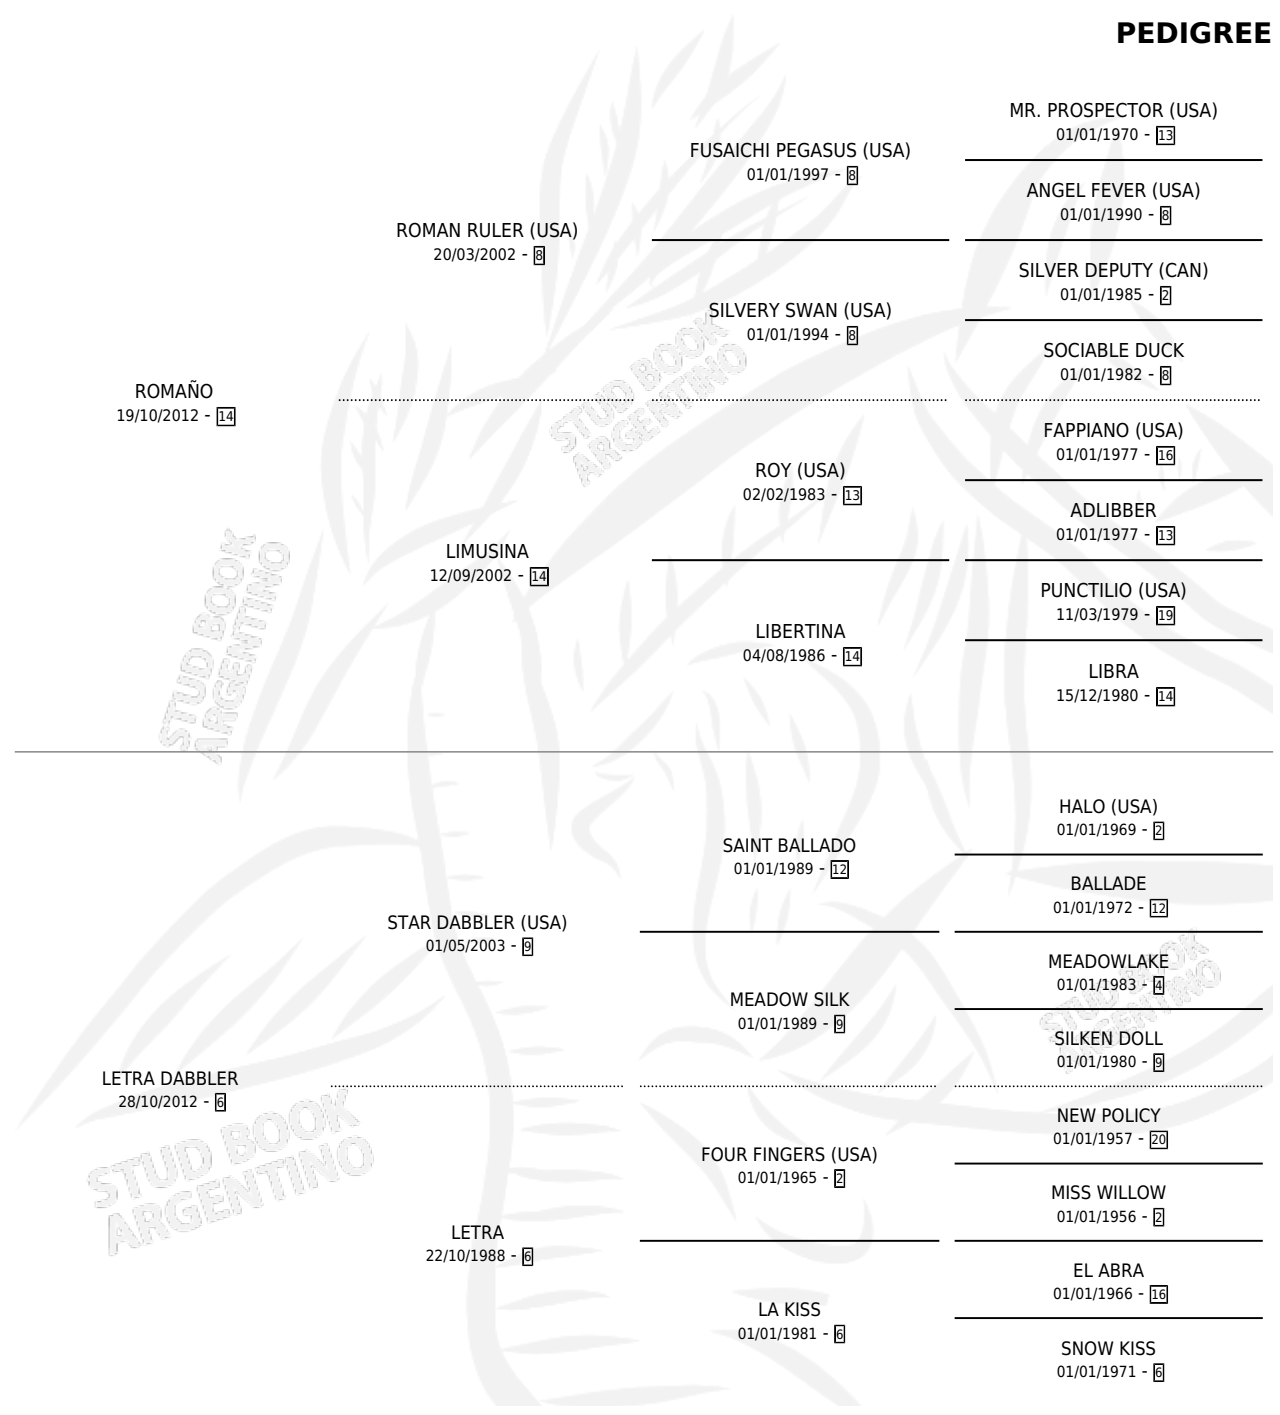 PEDIGREE
MR. PROSPECTOR (USA)
01/01/1970 - 13
FUSAICHI PEGASUS (USA)
01/01/1997 - 8
ANGEL FEVER (USA)
01/01/1990 - 8
ROMAN RULER (USA)
20/03/2002 - 8
SILVER DEPUTY (CAN)
01/01/1985 - 2
SILVERY SWAN (USA)
01/01/1994 - 8
SOCIABLE DUCK
01/01/1982 - 8
ROMAÑO
19/10/2012 - 14
FAPPIANO (USA)
01/01/1977 - 16
ROY (USA)
02/02/1983 - 13
ADLIBBER
01/01/1977 - 13
LIMUSINA
12/09/2002 - 14
PUNCTILIO (USA)
11/03/1979 - 19
LIBERTINA
04/08/1986 - 14
LIBRA
15/12/1980 - 14
HALO (USA)
01/01/1969 - 2
SAINT BALLADO
01/01/1989 - 12
BALLADE
01/01/1972 - 12
STAR DABBLER (USA)
01/05/2003 - 9
MEADOWLAKE
01/01/1983 - 4
MEADOW SILK
01/01/1989 - 9
SILKEN DOLL
01/01/1980 - 9
LETRA DABBLER
28/10/2012 - 6
NEW POLICY
01/01/1957 - 20
FOUR FINGERS (USA)
01/01/1965 - 2
MISS WILLOW
01/01/1956 - 2
LETRA
22/10/1988 - 6
EL ABRA
01/01/1966 - 16
LA KISS
01/01/1981 - 6
SNOW KISS
01/01/1971 - 6
STUD BOOK
ARGENTINO
STUD BOOK
ARGENTINO
STUD BOOK
ARGENTINO
STUD BOOK
ARGENTINO